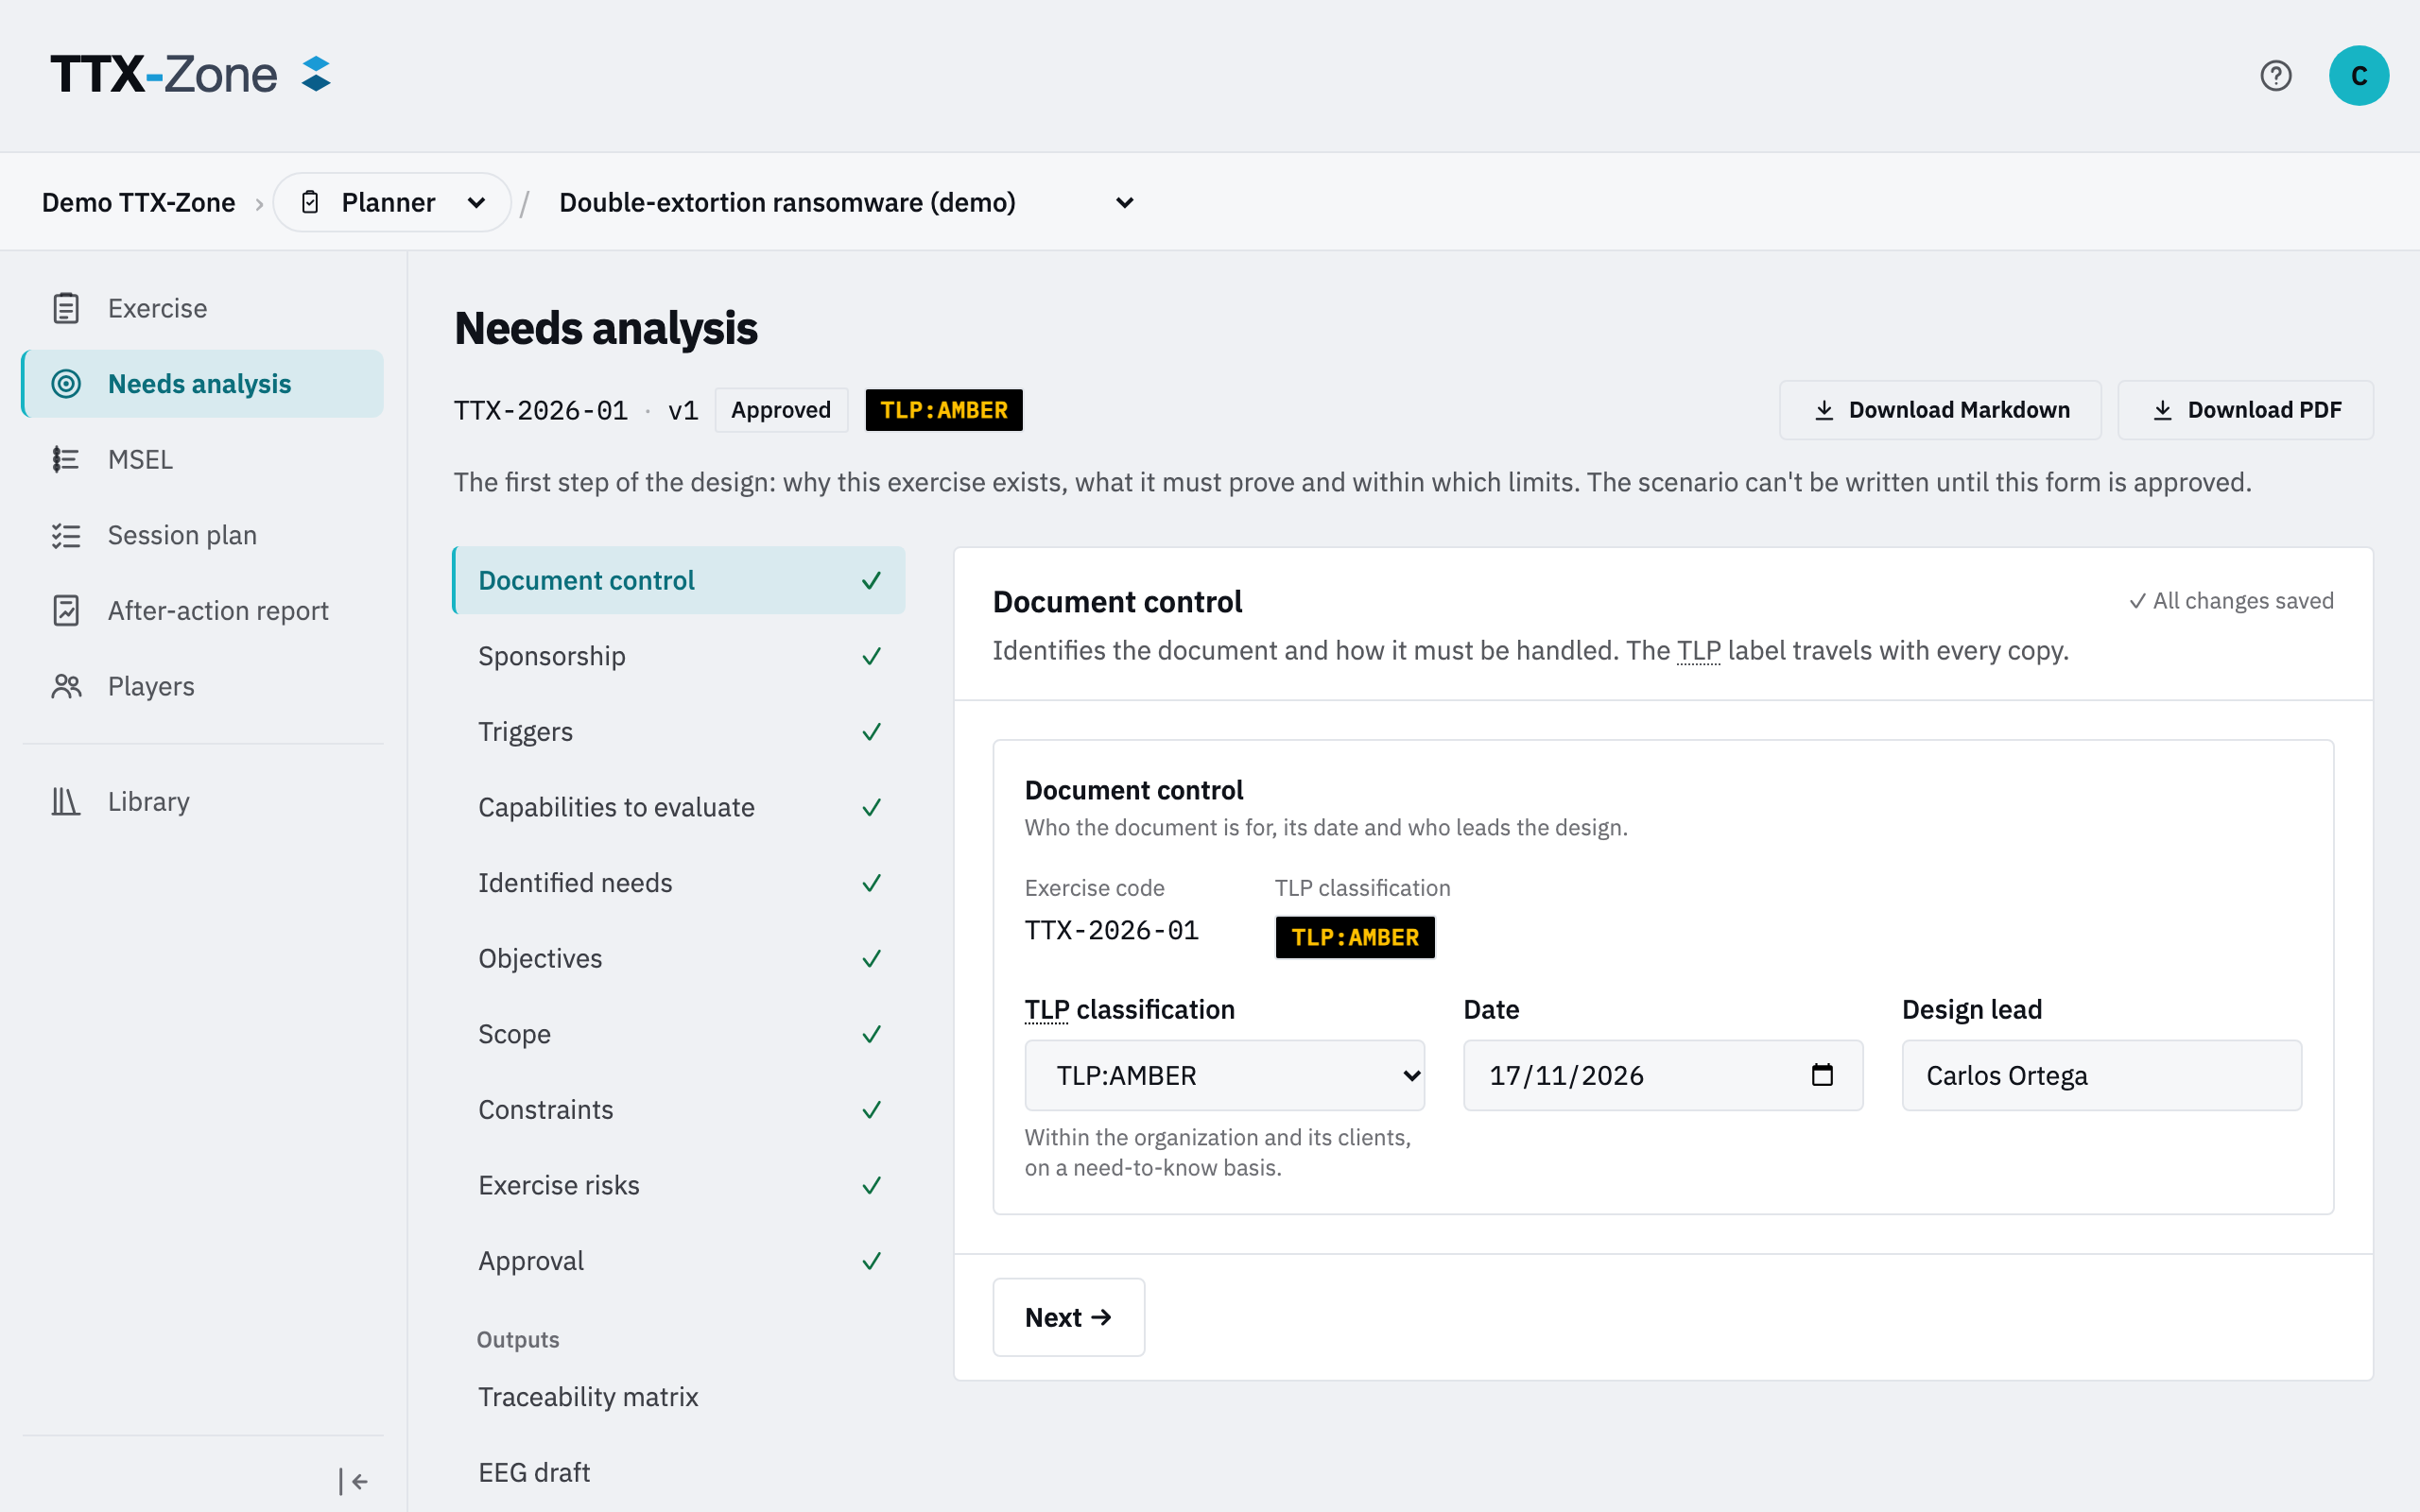 TTX-Zone
?
C
Demo TTX-Zone › Planner / Double-extortion ransomware (demo)
Exercise
Needs analysis
MSEL
Session plan
After-action report
Players
Library
Needs analysis
TTX-2026-01 · v1 Approved TLP:AMBER
Download Markdown
Download PDF
The first step of the design: why this exercise exists, what it must prove and within which limits. The scenario can't be written until this form is approved.
Document control
Sponsorship
Triggers
Capabilities to evaluate
Identified needs
Objectives
Scope
Constraints
Exercise risks
Approval
Outputs
Traceability matrix
EEG draft
Document control
✓ All changes saved
Identifies the document and how it must be handled. The TLP label travels with every copy.
Document control
Who the document is for, its date and who leads the design.
Exercise code
TTX-2026-01
TLP classification
TLP:AMBER
TLP classification
TLP:AMBER
Within the organization and its clients,
on a need-to-know basis.
Date
17/11/2026
Design lead
Carlos Ortega
Next →